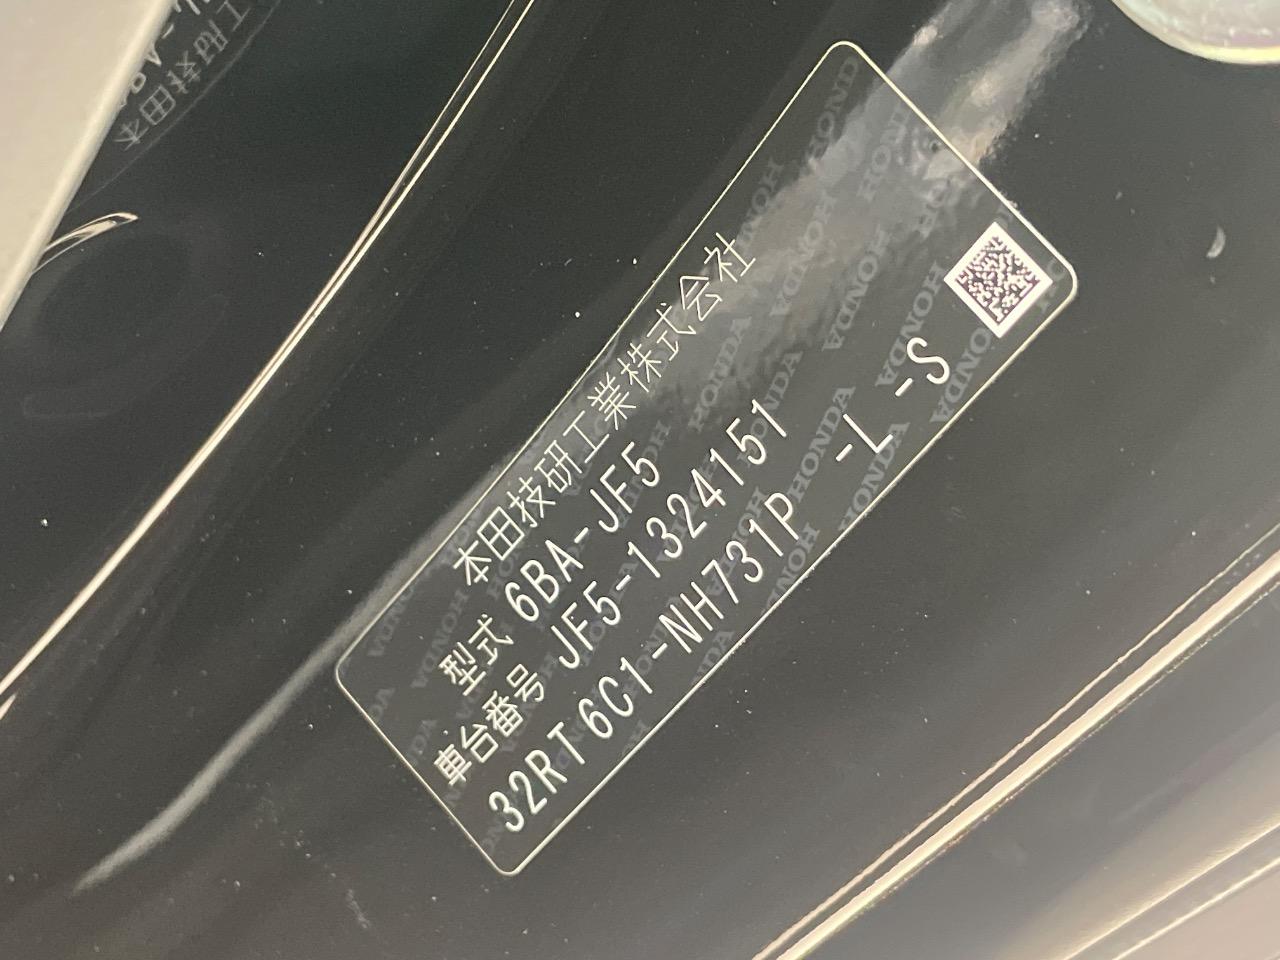 本田技研工業株式会社
型式 6BA-JF5
車台番号 JF5-1324151
32RT6C1-NH731P -L -S
HONDA